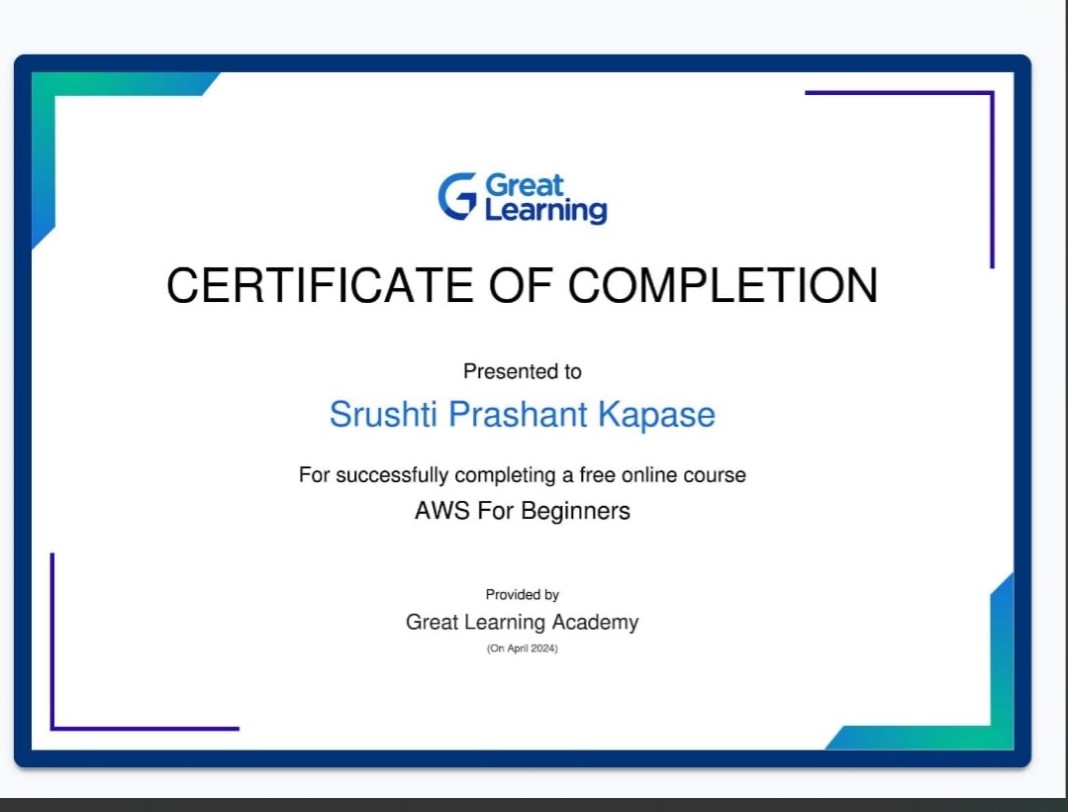 Great
Learning
CERTIFICATE OF COMPLETION
Presented to
Srushti Prashant Kapase
For successfully completing a free online course
AWS For Beginners
Provided by
Great Learning Academy
(On April 2024)